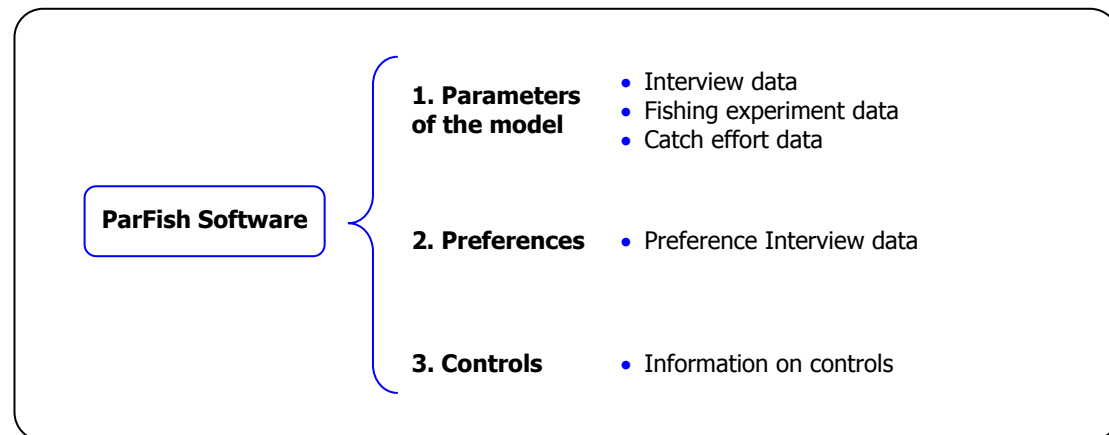 ParFish Software
1. Parameters
of the model
• Interview data
• Fishing experiment data
• Catch effort data
2. Preferences
• Preference Interview data
3. Controls
• Information on controls